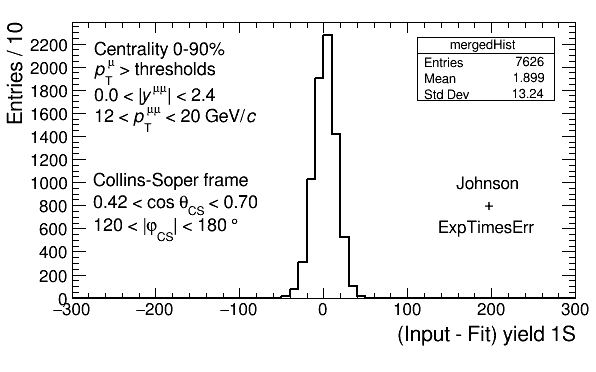 Entries / 10
2200
2000
1800
1600
1400
1200
1000
800
600
400
200
0
Centrality 0-90%
p_T^μ > thresholds
0.0 < |y^μμ| < 2.4
12 < p_T^μμ < 20 GeV/c
Collins-Soper frame
0.42 < cos θ_CS < 0.70
120 < |φ_CS| < 180 °
mergedHist
Entries 7626
Mean 1.899
Std Dev 13.24
Johnson
+
ExpTimesErr
−300 −200 −100 0 100 200 300
(Input - Fit) yield 1S